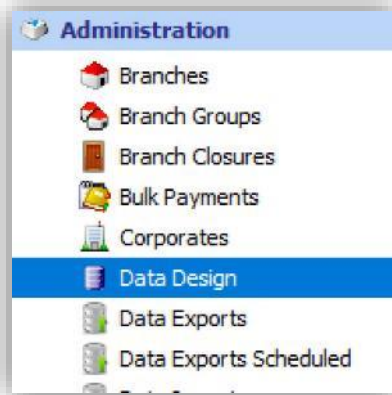 Administration
Branches
Branch Groups
Branch Closures
Bulk Payments
Corporates
Data Design
Data Exports
Data Exports Scheduled